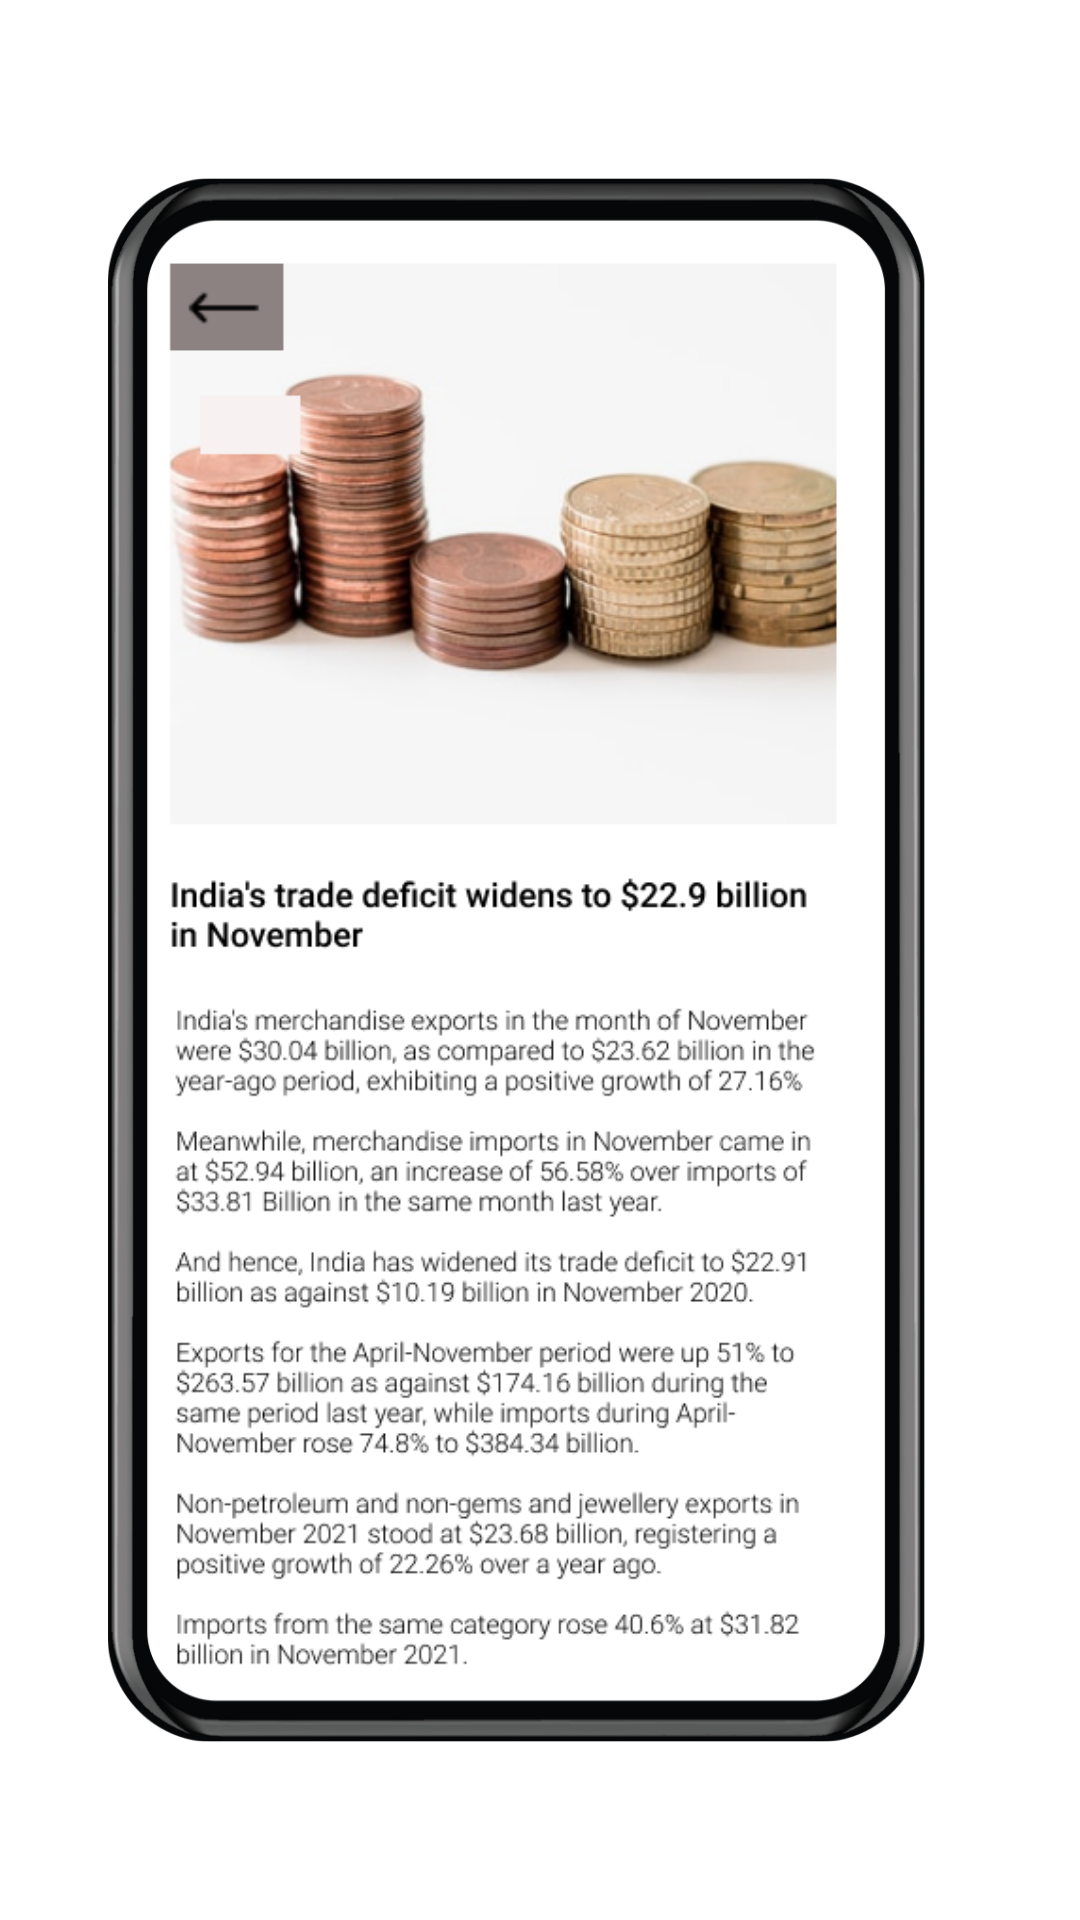 India's trade deficit widens to $22.9 billion
in November
India's merchandise exports in the month of November
were $30.04 billion, as compared to $23.62 billion in the
year-ago period, exhibiting a positive growth of 27.16%
Meanwhile, merchandise imports in November came in
at $52.94 billion, an increase of 56.58% over imports of
$33.81 Billion in the same month last year.
And hence, India has widened its trade deficit to $22.91
billion as against $10.19 billion in November 2020.
Exports for the April-November period were up 51% to
$263.57 billion as against $174.16 billion during the
same period last year, while imports during April-
November rose 74.8% to $384.34 billion.
Non-petroleum and non-gems and jewellery exports in
November 2021 stood at $23.68 billion, registering a
positive growth of 22.26% over a year ago.
Imports from the same category rose 40.6% at $31.82
billion in November 2021.